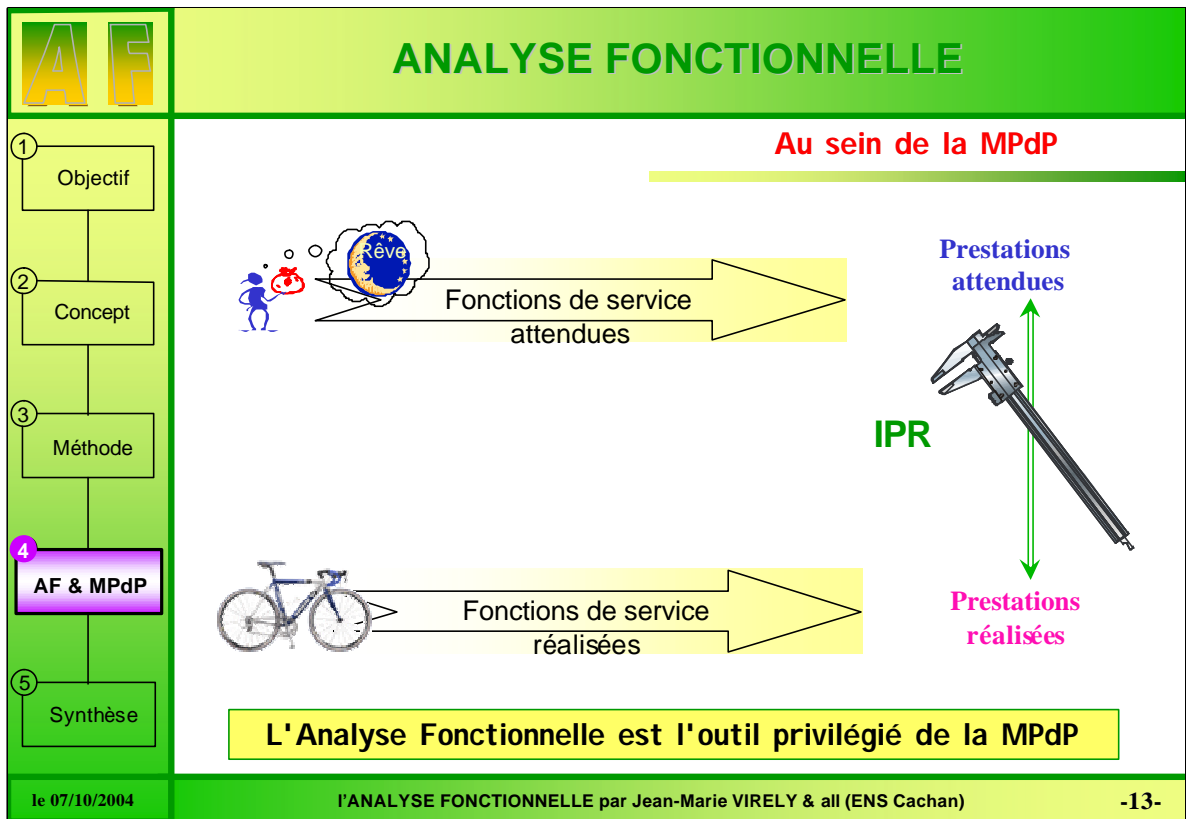 AF
ANALYSE FONCTIONNELLE
Au sein de la MPdP
1
Objectif
2
Concept
3
Méthode
4
AF & MPdP
5
Synthèse
Rêve
Fonctions de service
attendues
Prestations
attendues
IPR
Fonctions de service
réalisées
Prestations
réalisées
L'Analyse Fonctionnelle est l'outil privilégié de la MPdP
le 07/10/2004
l'ANALYSE FONCTIONNELLE par Jean-Marie VIRELY & all (ENS Cachan)
-13-